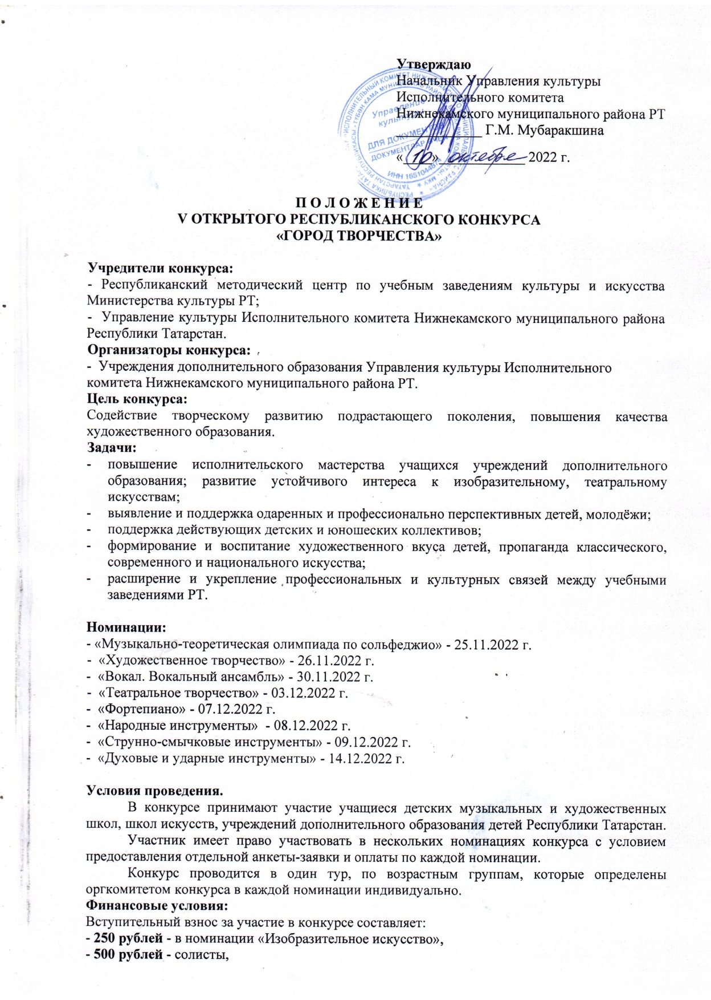 Утверждаю
Начальник Управления культуры
Исполнительного комитета
Нижнекамского муниципального района РТ
____________ Г.М. Мубаракшина
« 10 » октября 2022 г.
Управление
культуры
ДЛЯ ДОКУМЕНТОВ
ДОКУМЕНТЛАР ӨЧЕН
ИНН 1651044874
П О Л О Ж Е Н И Е
V ОТКРЫТОГО РЕСПУБЛИКАНСКОГО КОНКУРСА
«ГОРОД ТВОРЧЕСТВА»
Учредители конкурса:
- Республиканский методический центр по учебным заведениям культуры и искусства
Министерства культуры РТ;
- Управление культуры Исполнительного комитета Нижнекамского муниципального района
Республики Татарстан.
Организаторы конкурса:
- Учреждения дополнительного образования Управления культуры Исполнительного
комитета Нижнекамского муниципального района РТ.
Цель конкурса:
Содействие творческому развитию подрастающего поколения, повышения качества
художественного образования.
Задачи:
- повышение исполнительского мастерства учащихся учреждений дополнительного
образования; развитие устойчивого интереса к изобразительному, театральному
искусствам;
- выявление и поддержка одаренных и профессионально перспективных детей, молодёжи;
- поддержка действующих детских и юношеских коллективов;
- формирование и воспитание художественного вкуса детей, пропаганда классического,
современного и национального искусства;
- расширение и укрепление профессиональных и культурных связей между учебными
заведениями РТ.
Номинации:
- «Музыкально-теоретическая олимпиада по сольфеджио» - 25.11.2022 г.
- «Художественное творчество» - 26.11.2022 г.
- «Вокал. Вокальный ансамбль» - 30.11.2022 г.
- «Театральное творчество» - 03.12.2022 г.
- «Фортепиано» - 07.12.2022 г.
- «Народные инструменты» - 08.12.2022 г.
- «Струнно-смычковые инструменты» - 09.12.2022 г.
- «Духовые и ударные инструменты» - 14.12.2022 г.
Условия проведения.
В конкурсе принимают участие учащиеся детских музыкальных и художественных
школ, школ искусств, учреждений дополнительного образования детей Республики Татарстан.
Участник имеет право участвовать в нескольких номинациях конкурса с условием
предоставления отдельной анкеты-заявки и оплаты по каждой номинации.
Конкурс проводится в один тур, по возрастным группам, которые определены
оргкомитетом конкурса в каждой номинации индивидуально.
Финансовые условия:
Вступительный взнос за участие в конкурсе составляет:
- 250 рублей - в номинации «Изобразительное искусство»,
- 500 рублей - солисты,